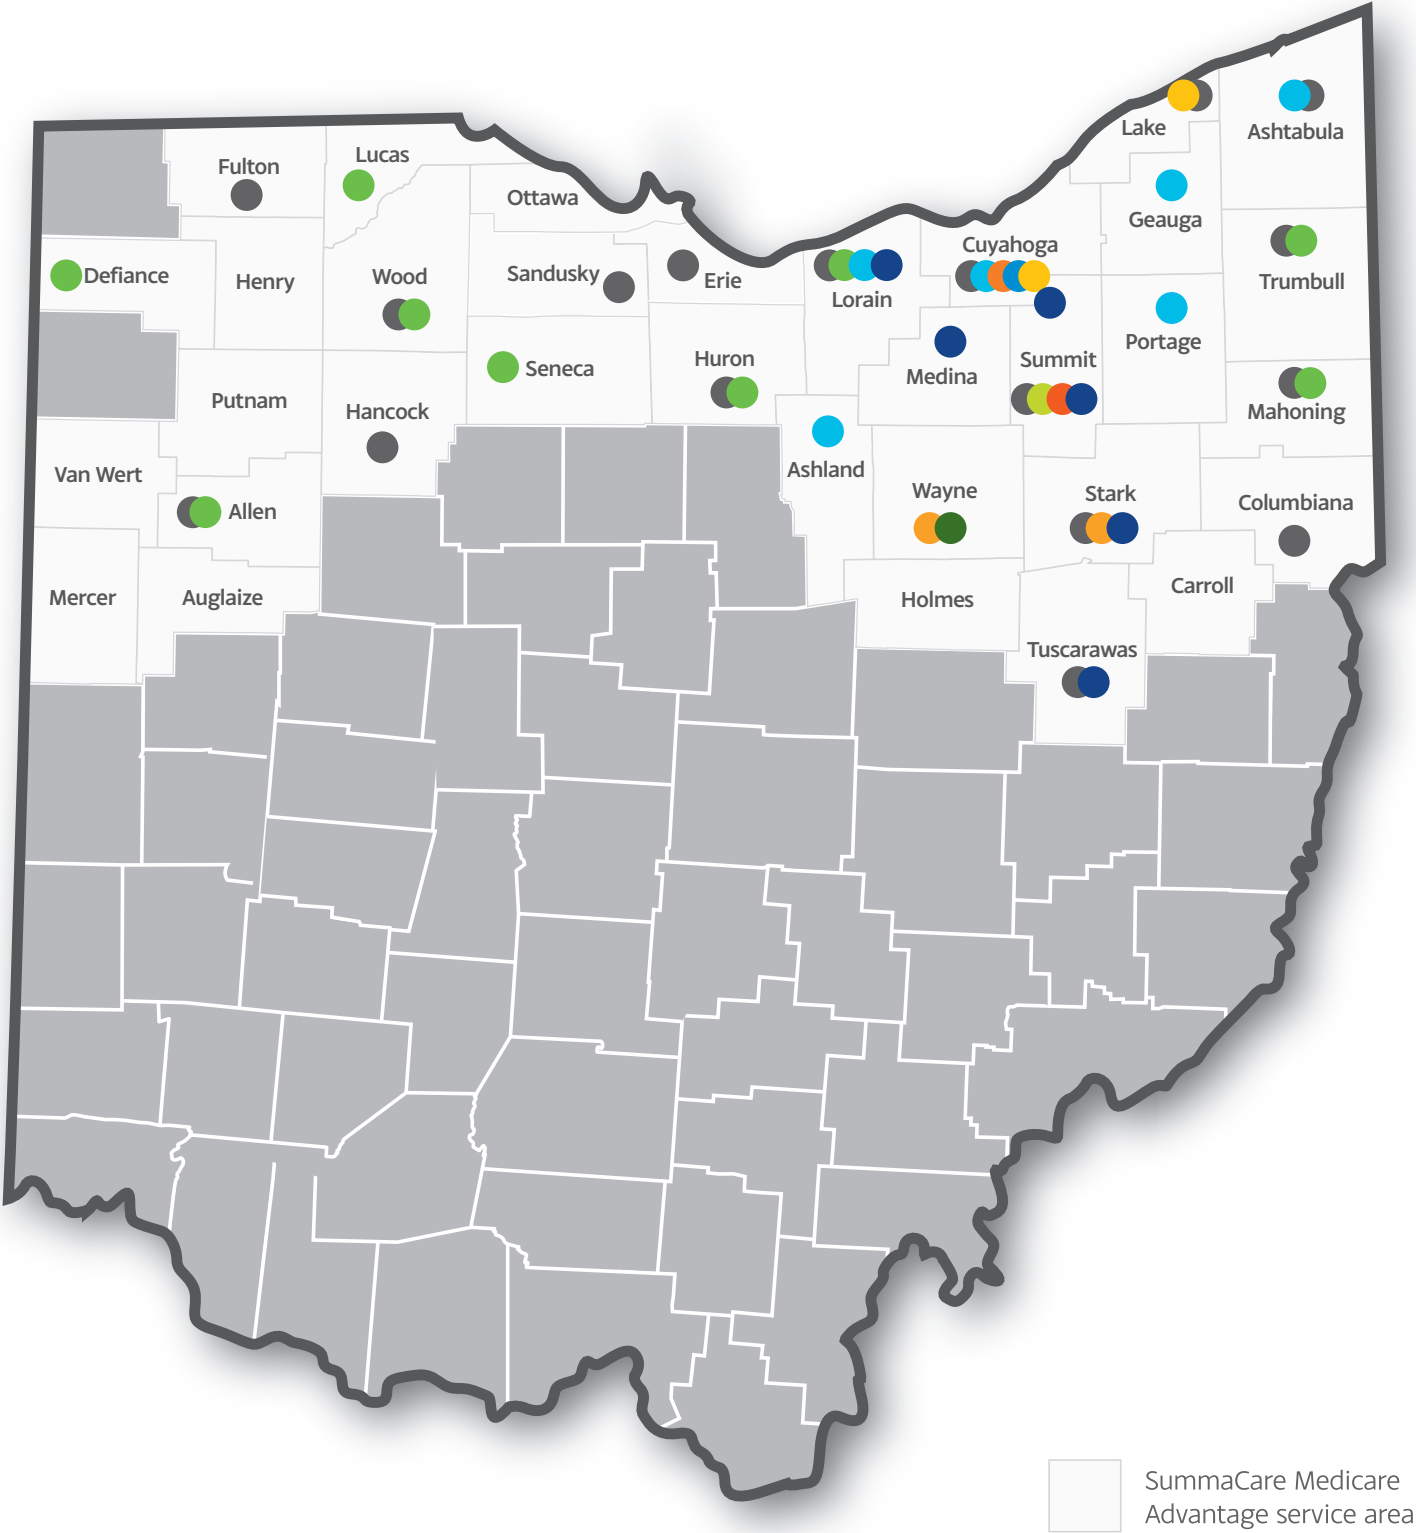 Lake
Ashtabula
Fulton
Lucas
Ottawa
Geauga
Defiance
Henry
Wood
Sandusky
Erie
Lorain
Cuyahoga
Trumbull
Seneca
Huron
Medina
Summit
Portage
Putnam
Hancock
Mahoning
Van Wert
Allen
Ashland
Wayne
Stark
Columbiana
Mercer
Auglaize
Holmes
Carroll
Tuscarawas
SummaCare Medicare
Advantage service area